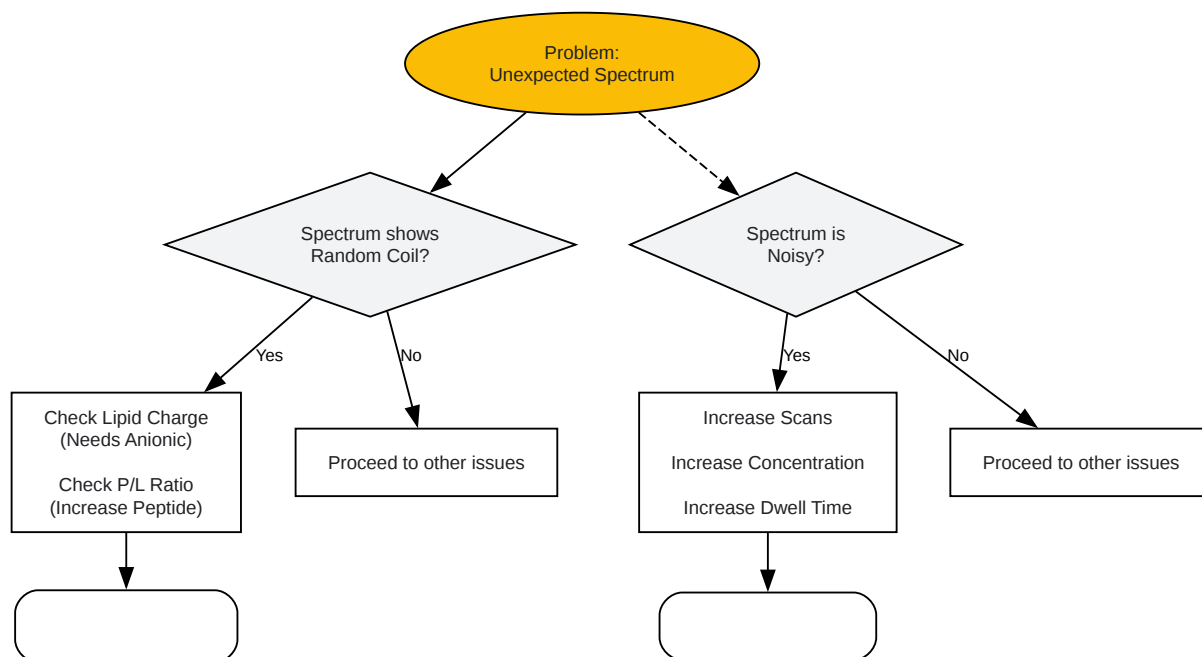 Problem:
Unexpected Spectrum
Spectrum shows
Random Coil?
Spectrum is
Noisy?
Yes
No
Yes
No
Check Lipid Charge
(Needs Anionic)
Check P/L Ratio
(Increase Peptide)
Proceed to other issues
Increase Scans
Increase Concentration
Increase Dwell Time
Proceed to other issues